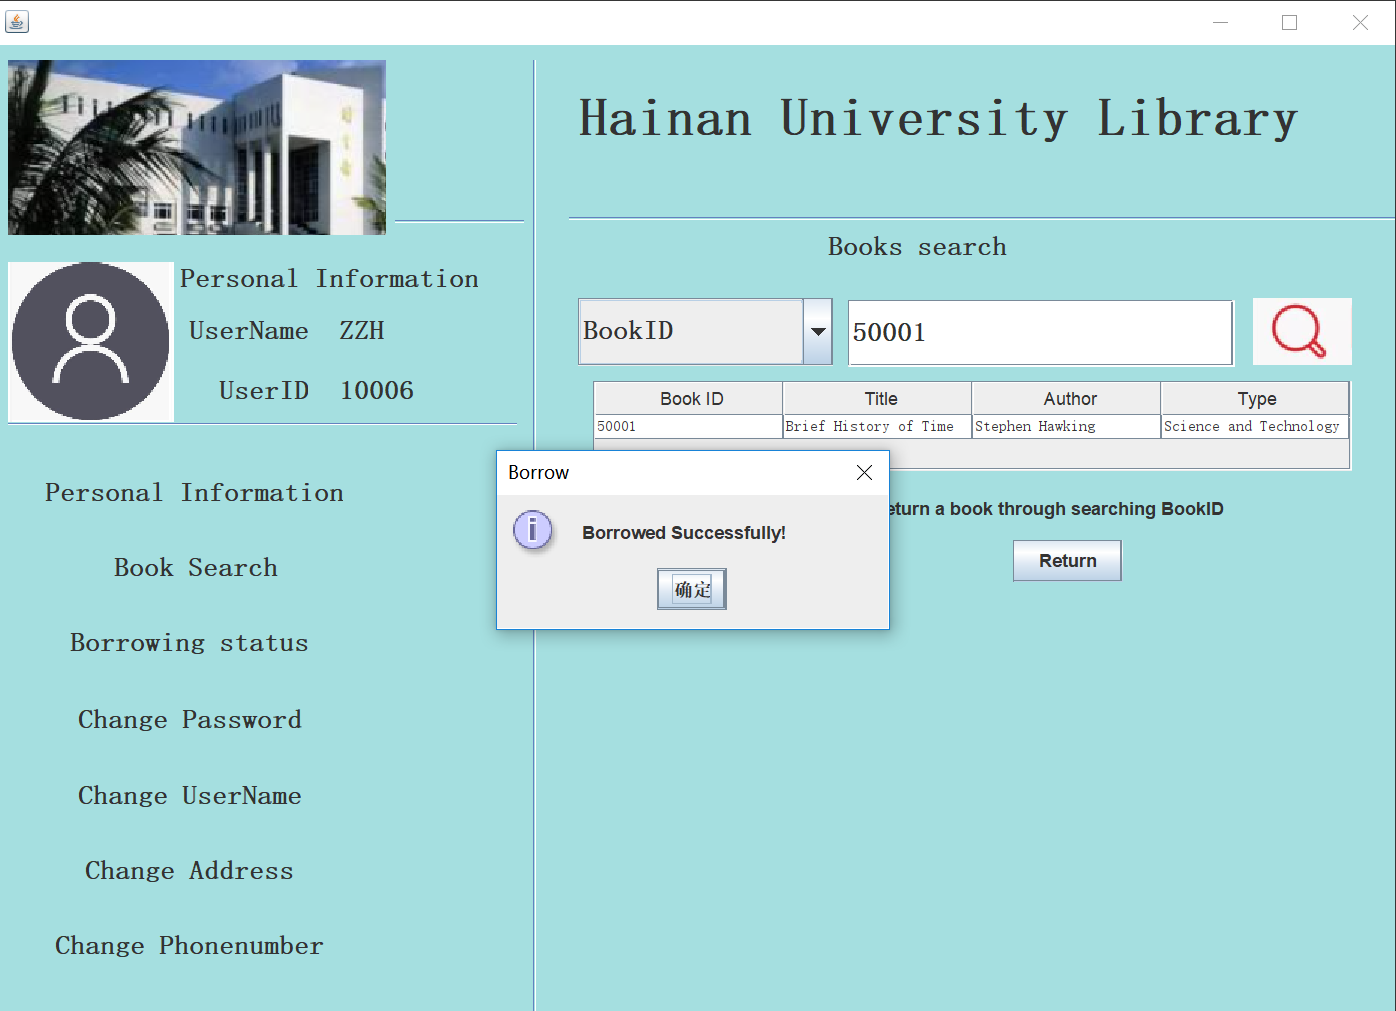 Hainan University Library
Personal Information
UserName ZZH
UserID 10006
Personal Information
Book Search
Borrowing status
Change Password
Change UserName
Change Address
Change Phonenumber
Books search
BookID 50001
Book ID Title Author Type
50001 Brief History of Time Stephen Hawking Science and Technology
a book through searching BookID
Return
Borrow
Borrowed Successfully!
确定